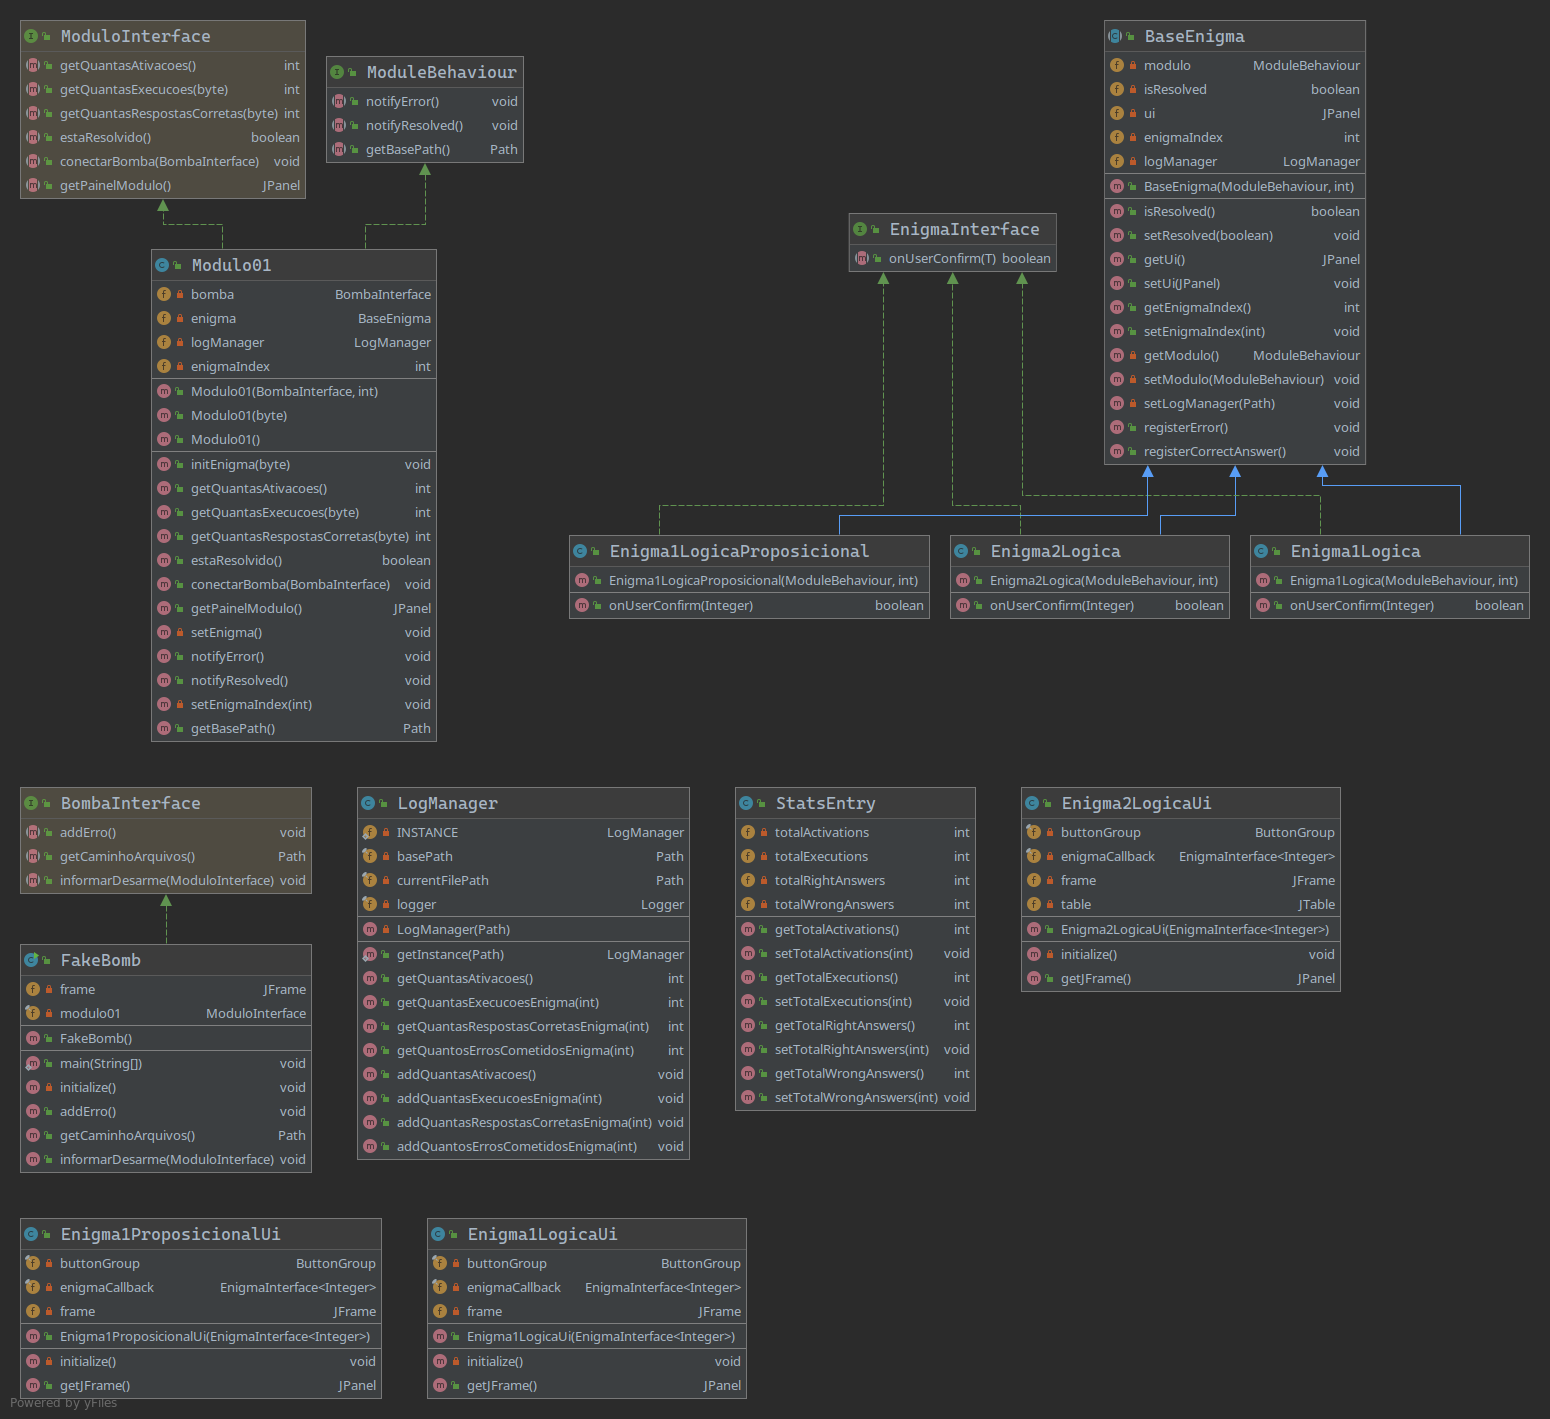 ModuloInterface
getQuantasAtivacoes() int
getQuantasExecucoes(byte) int
getQuantasRespostasCorretas(byte) int
estaResolvido() boolean
conectarBomba(BombaInterface) void
getPainelModulo() JPanel
ModuleBehaviour
notifyError() void
notifyResolved() void
getBasePath() Path
BaseEnigma
modulo ModuleBehaviour
isResolved boolean
ui JPanel
enigmaIndex int
logManager LogManager
BaseEnigma(ModuleBehaviour, int)
isResolved() boolean
setResolved(boolean) void
getUi() JPanel
setUi(JPanel) void
getEnigmaIndex() int
setEnigmaIndex(int) void
getModulo() ModuleBehaviour
setModulo(ModuleBehaviour) void
setLogManager(Path) void
registerError() void
registerCorrectAnswer() void
EnigmaInterface
onUserConfirm(T) boolean
Modulo01
bomba BombaInterface
enigma BaseEnigma
logManager LogManager
enigmaIndex int
Modulo01(BombaInterface, int)
Modulo01(byte)
Modulo01()
initEnigma(byte) void
getQuantasAtivacoes() int
getQuantasExecucoes(byte) int
getQuantasRespostasCorretas(byte) int
estaResolvido() boolean
conectarBomba(BombaInterface) void
getPainelModulo() JPanel
setEnigma() void
notifyError() void
notifyResolved() void
setEnigmaIndex(int) void
getBasePath() Path
Enigma1LogicaProposicional
Enigma1LogicaProposicional(ModuleBehaviour, int)
onUserConfirm(Integer) boolean
Enigma2Logica
Enigma2Logica(ModuleBehaviour, int)
onUserConfirm(Integer) boolean
Enigma1Logica
Enigma1Logica(ModuleBehaviour, int)
onUserConfirm(Integer) boolean
BombaInterface
addErro() void
getCaminhoArquivos() Path
informarDesarme(ModuloInterface) void
FakeBomb
frame JFrame
modulo01 ModuloInterface
FakeBomb()
main(String[]) void
initialize() void
addErro() void
getCaminhoArquivos() Path
informarDesarme(ModuloInterface) void
LogManager
INSTANCE LogManager
basePath Path
currentFilePath Path
logger Logger
LogManager(Path)
getInstance(Path) LogManager
getQuantasAtivacoes() int
getQuantasExecucoesEnigma(int) int
getQuantasRespostasCorretasEnigma(int) int
getQuantosErrosCometidosEnigma(int) int
addQuantasAtivacoes() void
addQuantasExecucoesEnigma(int) void
addQuantasRespostasCorretasEnigma(int) void
addQuantosErrosCometidosEnigma(int) void
StatsEntry
totalActivations int
totalExecutions int
totalRightAnswers int
totalWrongAnswers int
getTotalActivations() int
setTotalActivations(int) void
getTotalExecutions() int
setTotalExecutions(int) void
getTotalRightAnswers() int
setTotalRightAnswers(int) void
getTotalWrongAnswers() int
setTotalWrongAnswers(int) void
Enigma2LogicaUi
buttonGroup ButtonGroup
enigmaCallback EnigmaInterface<Integer>
frame JFrame
table JTable
Enigma2LogicaUi(EnigmaInterface<Integer>)
initialize() void
getJFrame() JPanel
Enigma1ProposicionalUi
buttonGroup ButtonGroup
enigmaCallback EnigmaInterface<Integer>
frame JFrame
Enigma1ProposicionalUi(EnigmaInterface<Integer>)
initialize() void
getJFrame() JPanel
Enigma1LogicaUi
buttonGroup ButtonGroup
enigmaCallback EnigmaInterface<Integer>
frame JFrame
Enigma1LogicaUi(EnigmaInterface<Integer>)
initialize() void
getJFrame() JPanel
Powered by yFiles